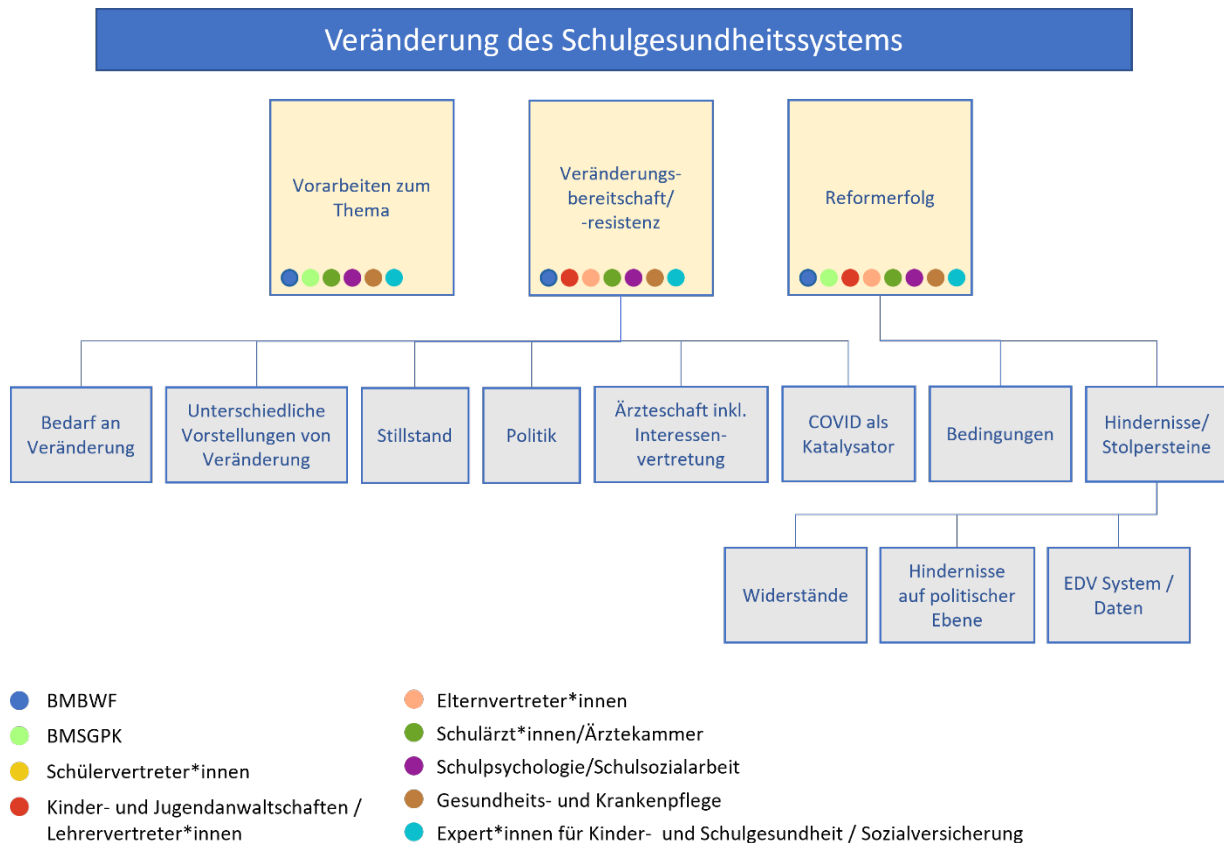 Veränderung des Schulgesundheitssystems
Vorarbeiten zum
Thema
Veränderungs-
bereitschaft/
-resistenz
Reformerfolg
Bedarf an
Veränderung
Unterschiedliche
Vorstellungen von
Veränderung
Stillstand
Politik
Ärzteschaft inkl.
Interessen-
vertretung
COVID als
Katalysator
Bedingungen
Hindernisse/
Stolpersteine
Widerstände
Hindernisse
auf politischer
Ebene
EDV System /
Daten
BMBWF
BMSGPK
Schülervertreter*innen
Kinder- und Jugendanwaltschaften /
Lehrervertreter*innen
Elternvertreter*innen
Schulärzt*innen/Ärztekammer
Schulpsychologie/Schulsozialarbeit
Gesundheits- und Krankenpflege
Expert*innen für Kinder- und Schulgesundheit / Sozialversicherung